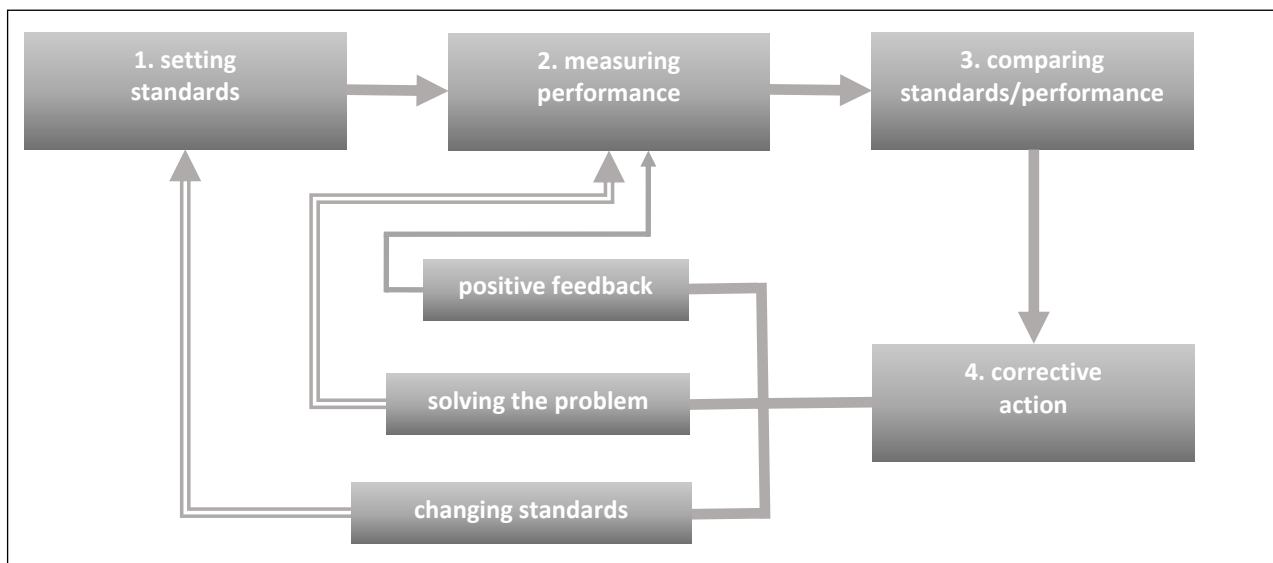 1. setting
standards
2. measuring
performance
3. comparing
standards/performance
positive feedback
4. corrective
action
solving the problem
changing standards